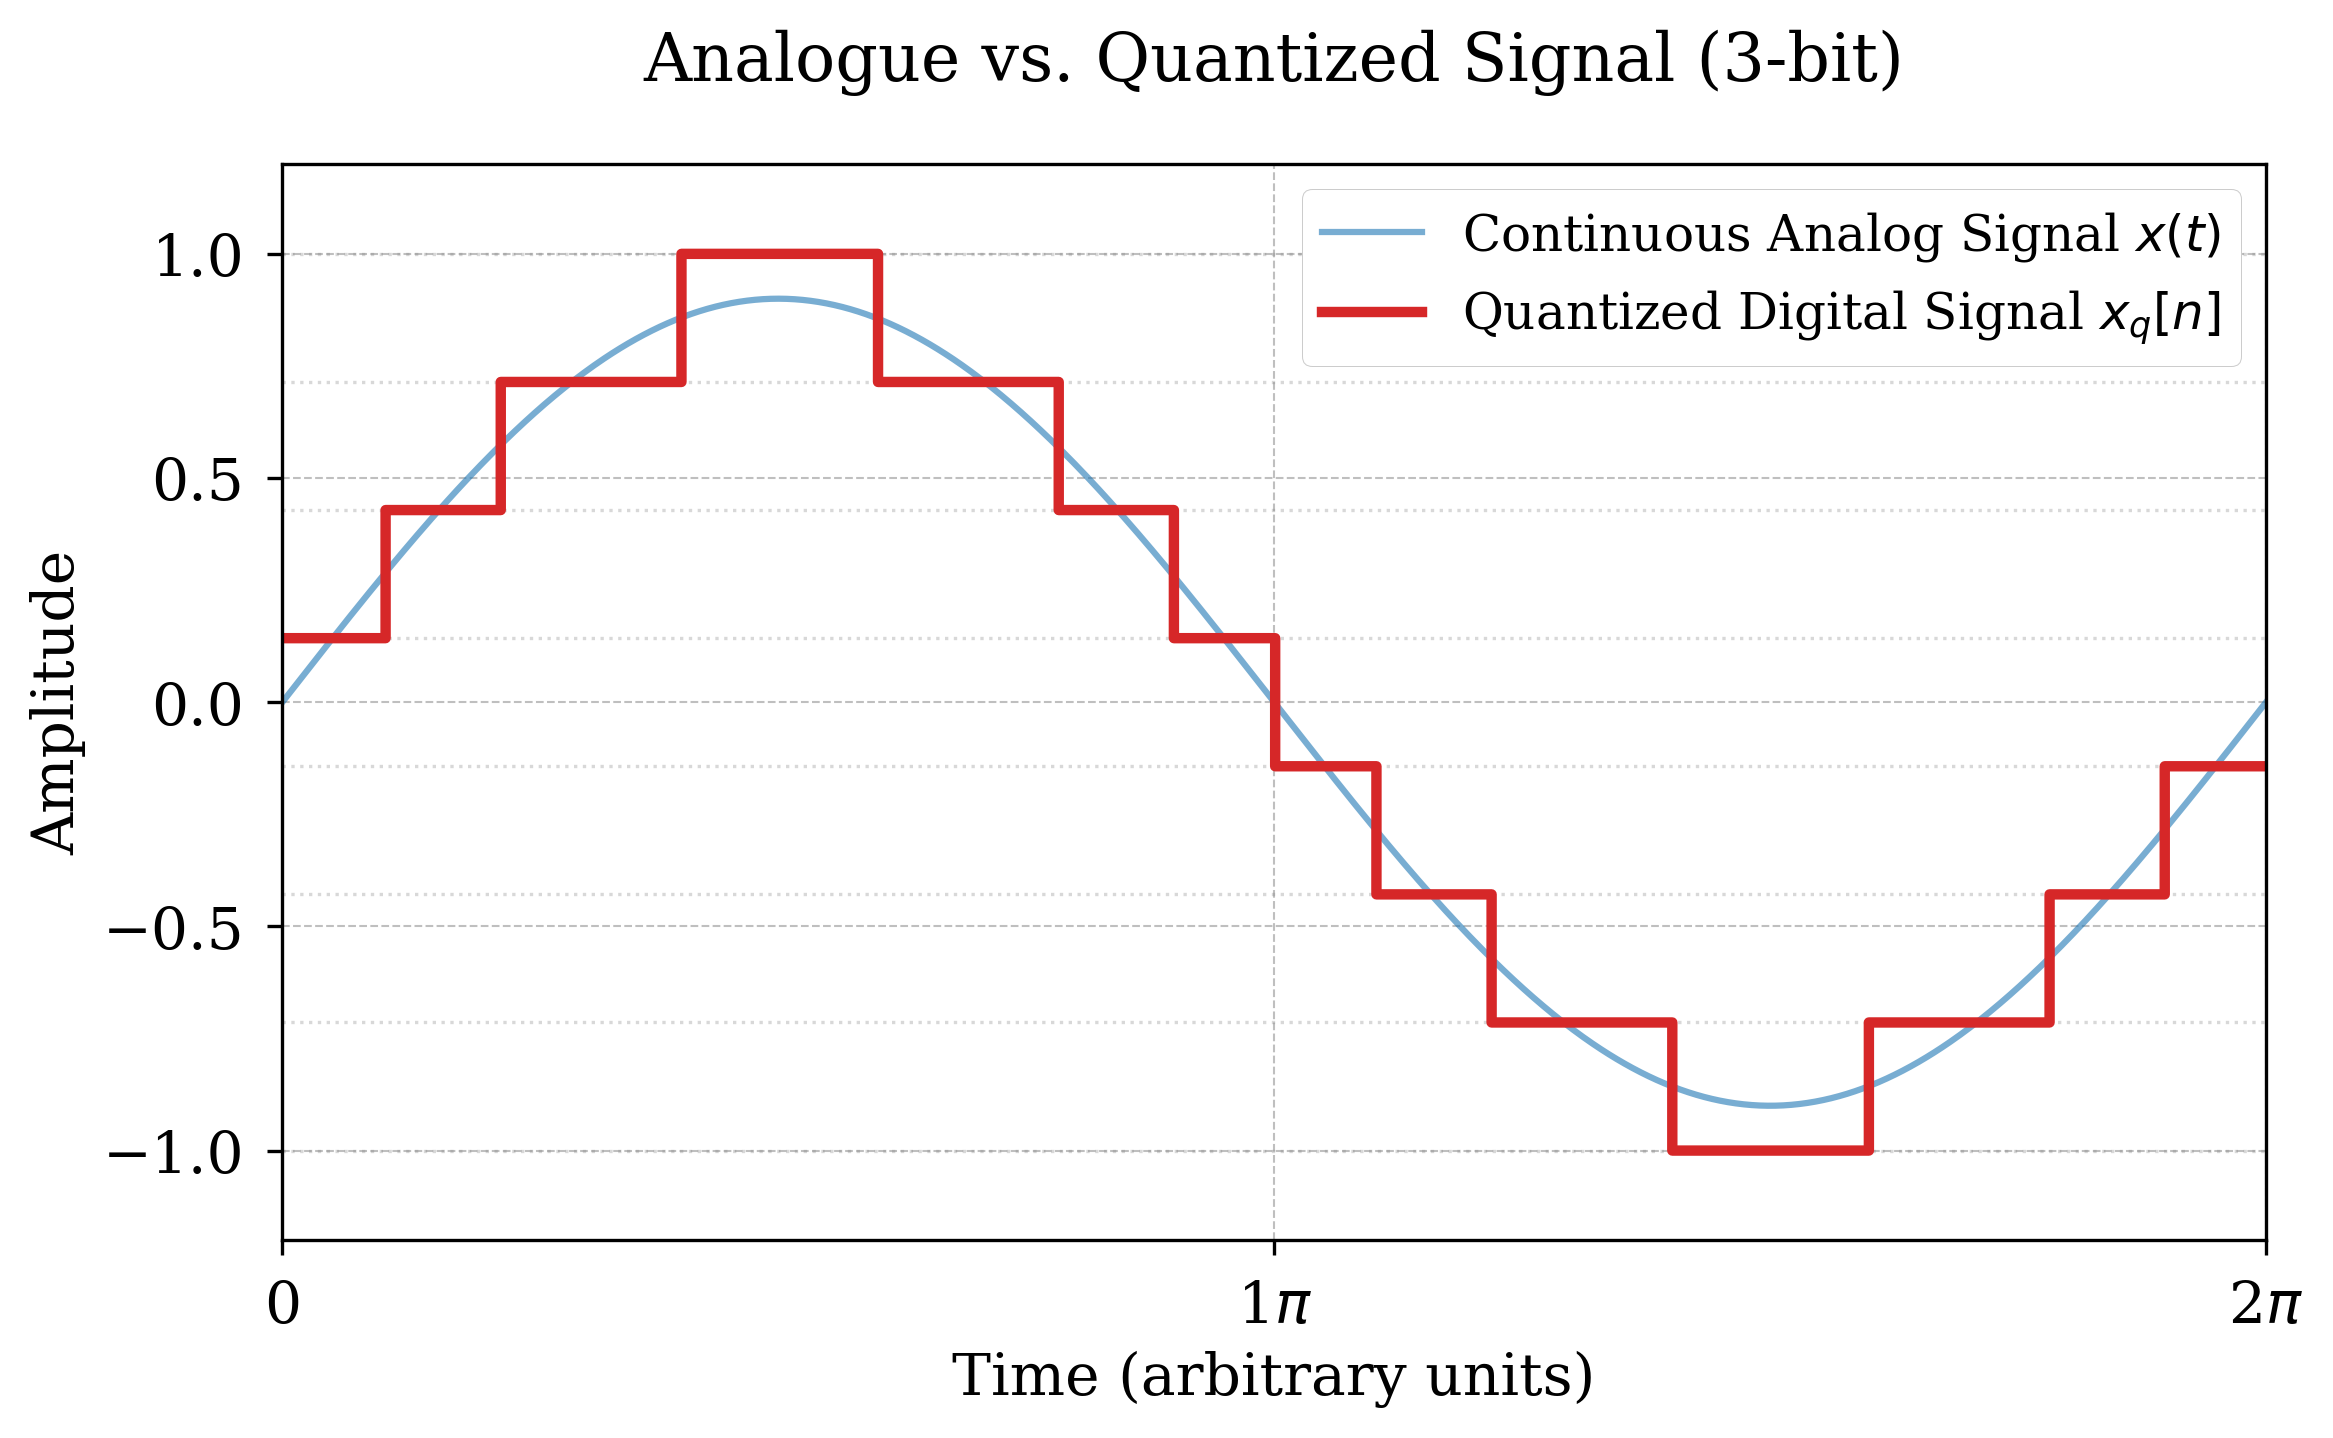 Analogue vs. Quantized Signal (3-bit)
Continuous Analog Signal x(t)
Quantized Digital Signal x_q[n]
1.0
0.5
0.0
−0.5
−1.0
Amplitude
0
1π
2π
Time (arbitrary units)